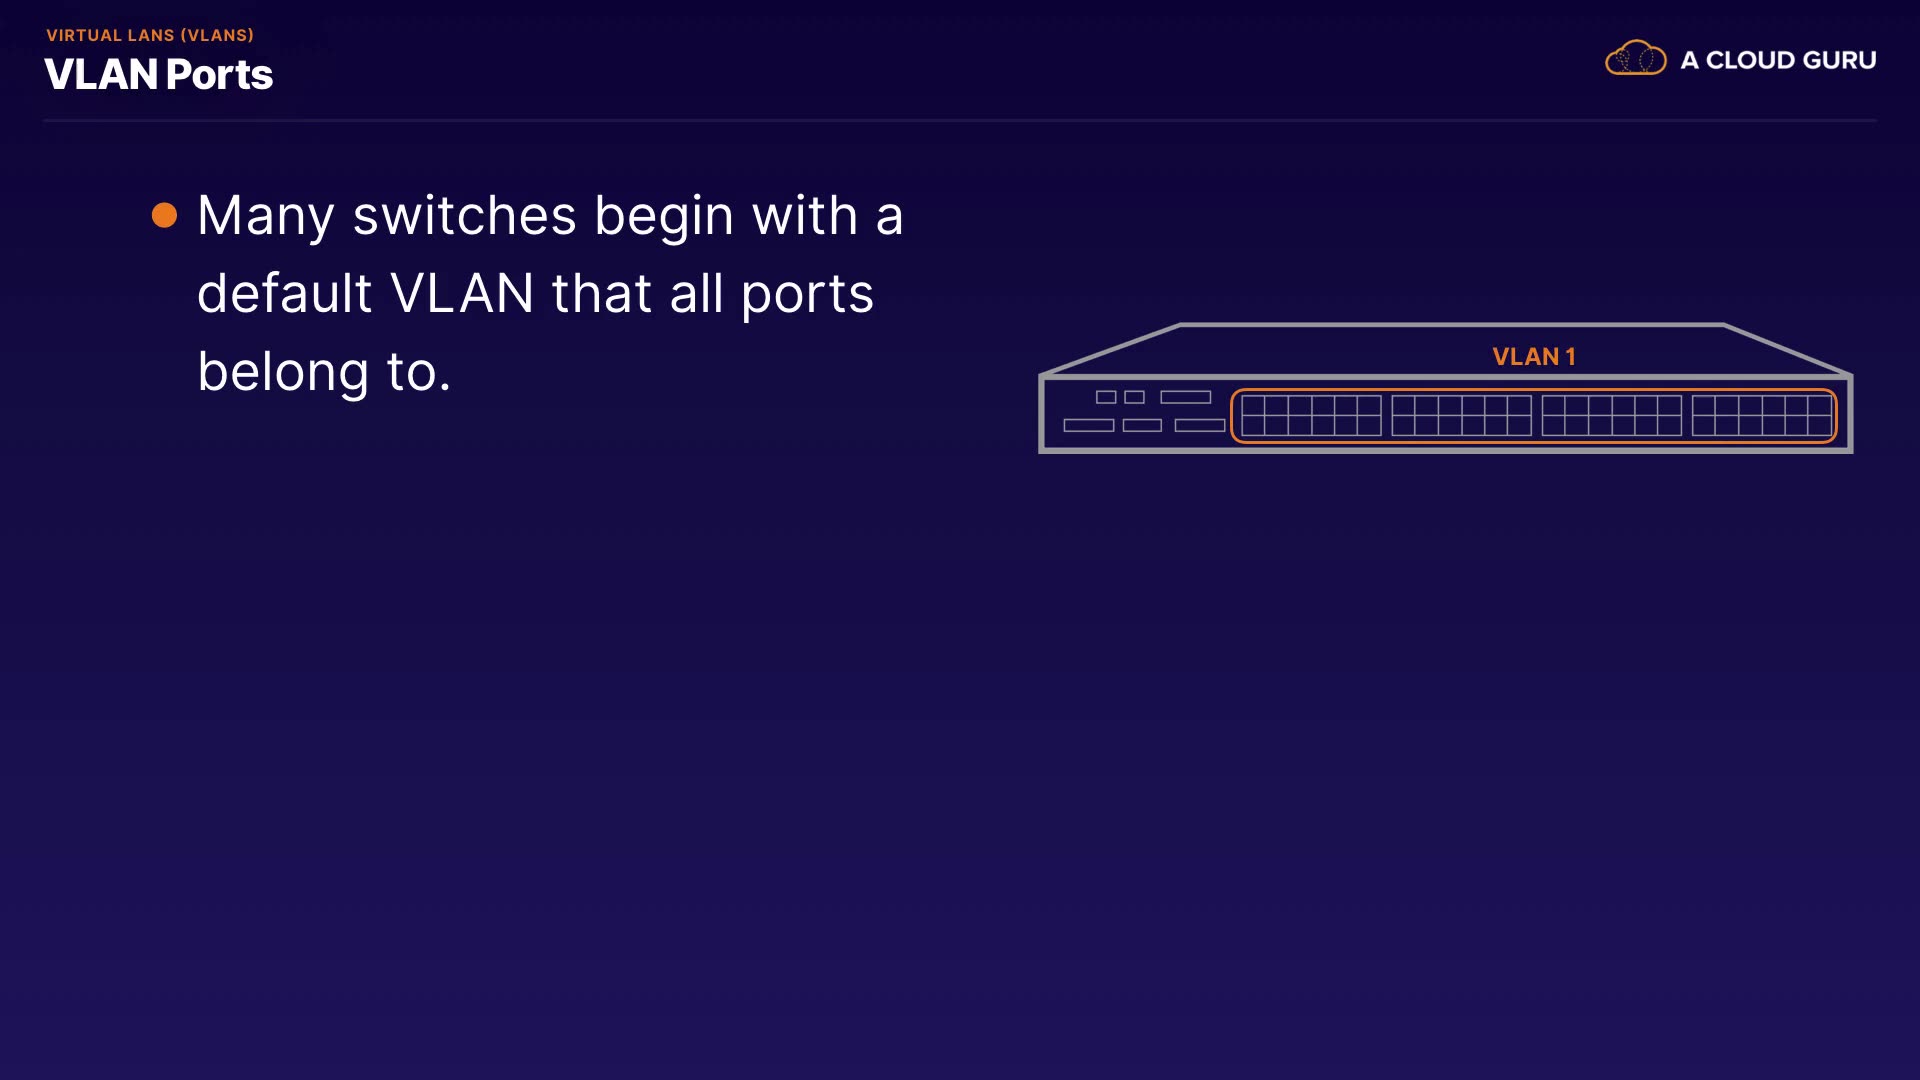 VIRTUAL LANS (VLANS)
VLAN Ports
A CLOUD GURU
Many switches begin with a
default VLAN that all ports
belong to.
VLAN 1